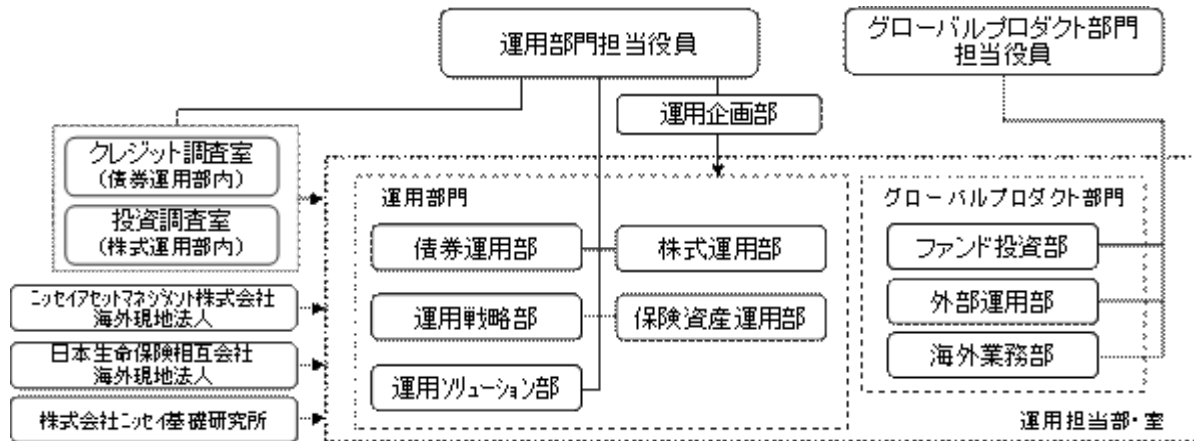 運用部門担当役員
グローバルプロダクト部門
担当役員
運用企画部
クレジット調査室
(債券運用部内)
投資調査室
(株式運用部内)
ニッセイアセットマネジメント株式会社
海外現地法人
日本生命保険相互会社
海外現地法人
株式会社ニッセイ基礎研究所
運用部門
債券運用部
株式運用部
運用戦略部
保険資産運用部
運用ソリューション部
グローバルプロダクト部門
ファンド投資部
外部運用部
海外業務部
運用担当部・室